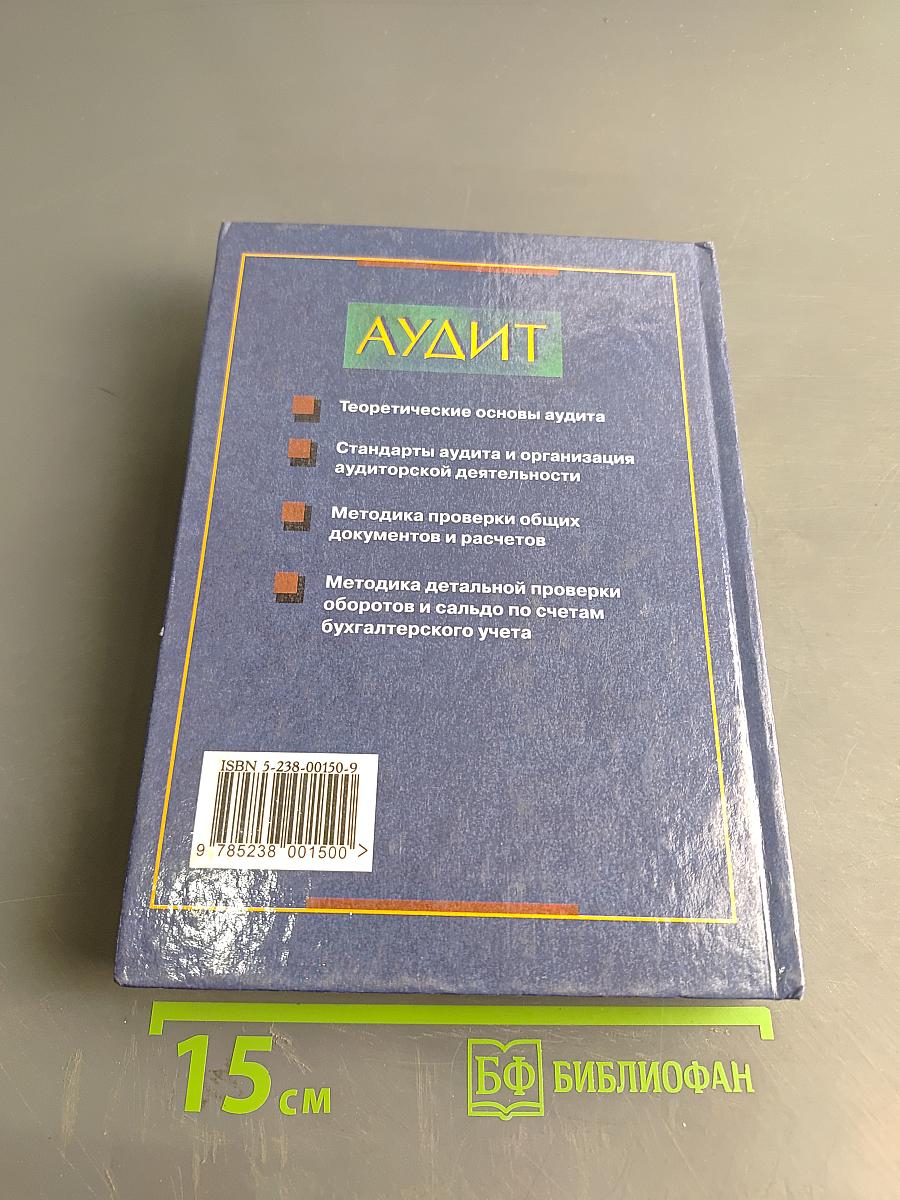 АУДИТ
Теоретические основы аудита
Стандарты аудита и организация
аудиторской деятельности
Методика проверки общих
документов и расчетов
Методика детальной проверки
оборотов и сальдо по счетам
бухгалтерского учета
ISBN 5-238-00150-9
9 785238 001500 >
15 см
БФ БИБЛИОФАН